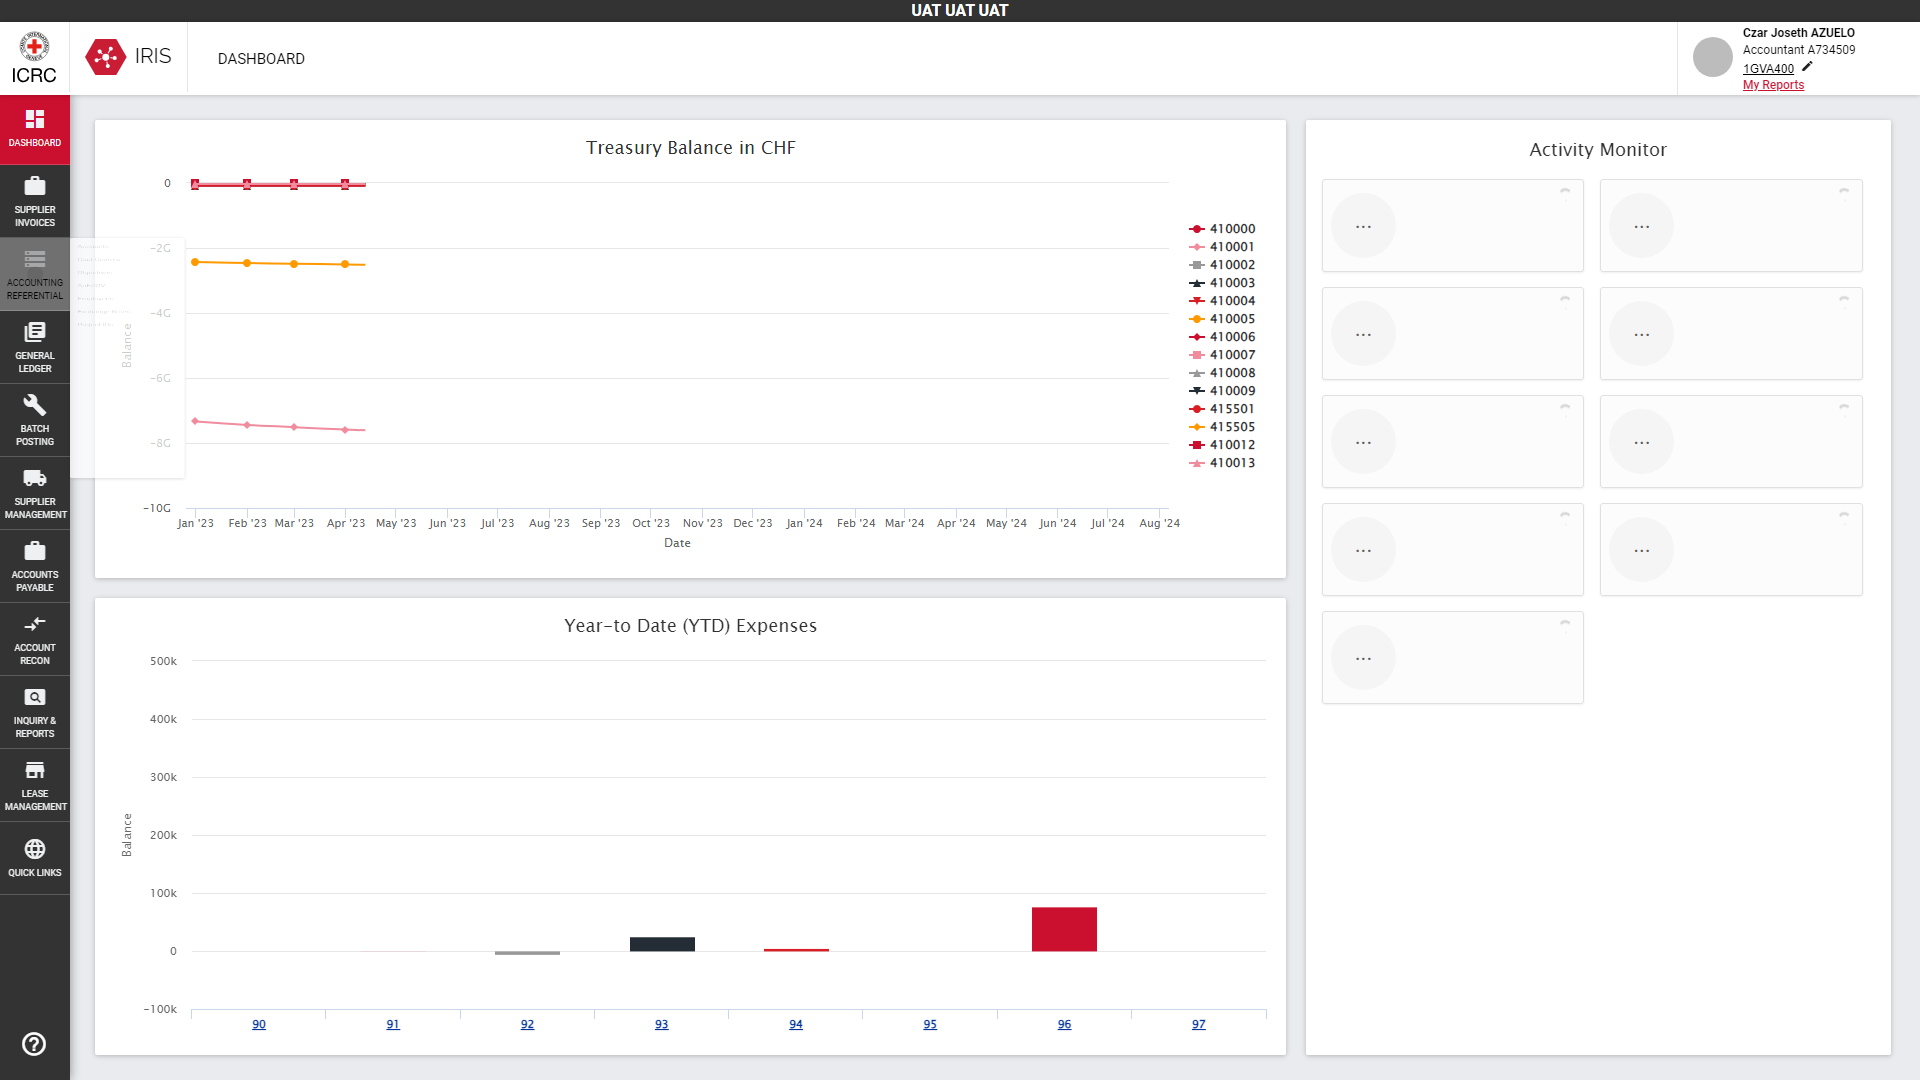 UAT UAT UAT
ICRC
IRIS
DASHBOARD
Czar Joseth AZUELO
Accountant A734509
1GVA400
My Reports
DASHBOARD
SUPPLIER
INVOICES
ACCOUNTING
REFERENTIAL
GENERAL
LEDGER
BATCH
POSTING
SUPPLIER
MANAGEMENT
ACCOUNTS
PAYABLE
ACCOUNT
RECON
INQUIRY &
REPORTS
LEASE
MANAGEMENT
QUICK LINKS
Treasury Balance in CHF
0
−2G
−4G
−6G
−8G
−10G
Balance
Jan '23 Feb '23 Mar '23 Apr '23 May '23 Jun '23 Jul '23 Aug '23 Sep '23 Oct '23 Nov '23 Dec '23 Jan '24 Feb '24 Mar '24 Apr '24 May '24 Jun '24 Jul '24 Aug '24
Date
410000
410001
410002
410003
410004
410005
410006
410007
410008
410009
415501
415505
410012
410013
Year-to Date (YTD) Expenses
500k
400k
300k
200k
100k
0
−100k
Balance
90 91 92 93 94 95 96 97
Activity Monitor
... ...
... ...
... ...
... ...
...